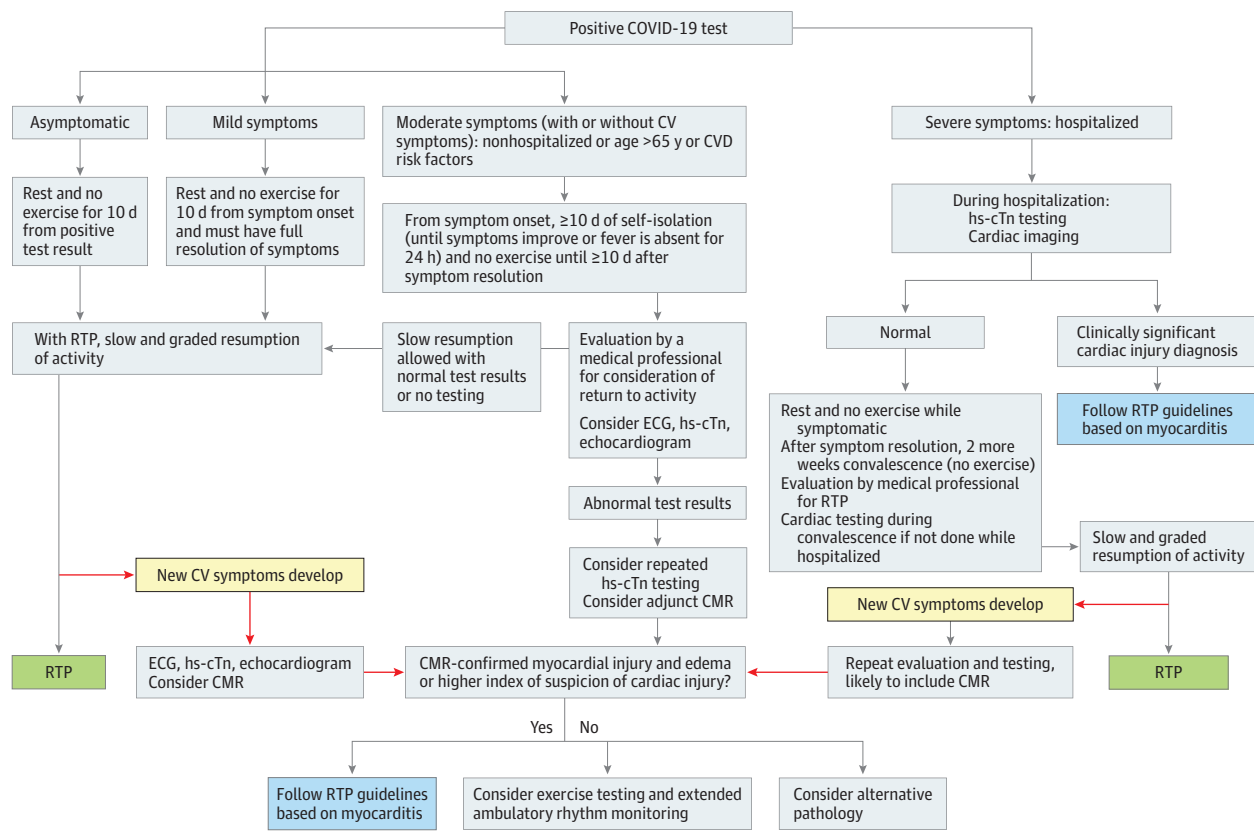 Positive COVID-19 test
Asymptomatic
Mild symptoms
Moderate symptoms (with or without CV
symptoms): nonhospitalized or age >65 y or CVD
risk factors
Severe symptoms: hospitalized
Rest and no
exercise for 10 d
from positive
test result
Rest and no exercise for
10 d from symptom onset
and must have full
resolution of symptoms
From symptom onset, ≥10 d of self-isolation
(until symptoms improve or fever is absent for
24 h) and no exercise until ≥10 d after
symptom resolution
During hospitalization:
hs-cTn testing
Cardiac imaging
With RTP, slow and graded resumption
of activity
Slow resumption
allowed with
normal test results
or no testing
Evaluation by a
medical professional
for consideration of
return to activity
Consider ECG, hs-cTn,
echocardiogram
Normal
Clinically significant
cardiac injury diagnosis
Rest and no exercise while
symptomatic
After symptom resolution, 2 more
weeks convalescence (no exercise)
Evaluation by medical professional
for RTP
Cardiac testing during
convalescence if not done while
hospitalized
Follow RTP guidelines
based on myocarditis
Abnormal test results
Slow and graded
resumption of activity
Consider repeated
hs-cTn testing
Consider adjunct CMR
New CV symptoms develop
New CV symptoms develop
RTP
ECG, hs-cTn, echocardiogram
Consider CMR
CMR-confirmed myocardial injury and edema
or higher index of suspicion of cardiac injury?
Repeat evaluation and testing,
likely to include CMR
RTP
Yes
No
Follow RTP guidelines
based on myocarditis
Consider exercise testing and extended
ambulatory rhythm monitoring
Consider alternative
pathology